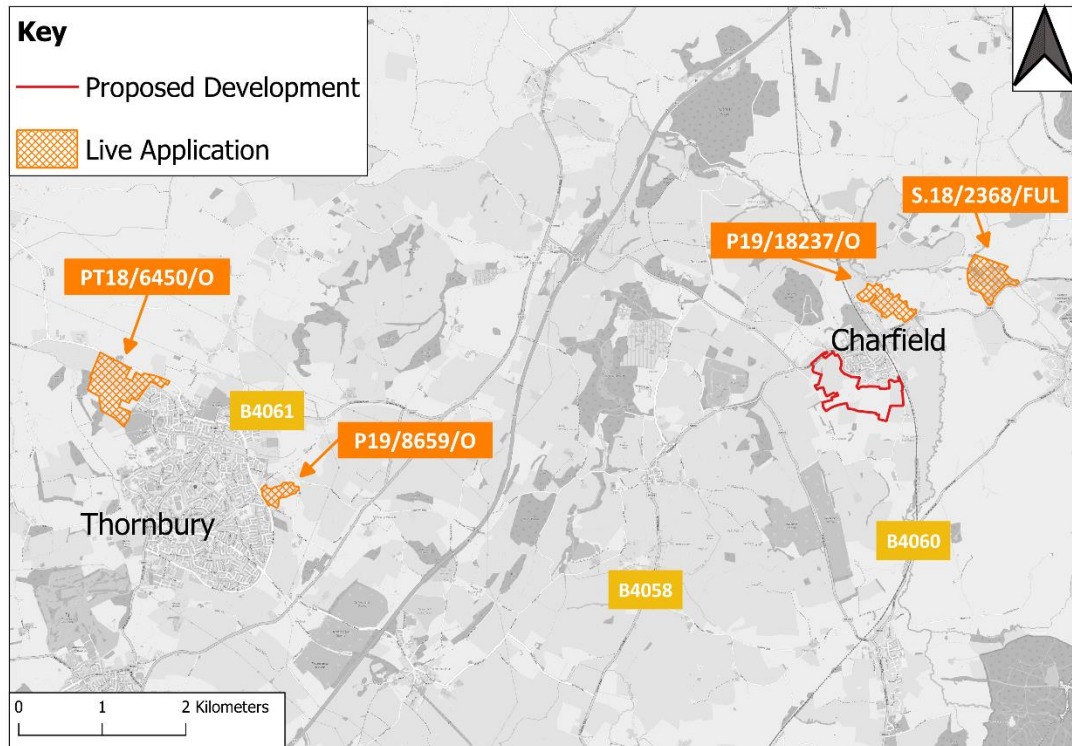 Key
Proposed Development
Live Application
S.18/2368/FUL
P19/18237/O
PT18/6450/O
Charfield
B4061
P19/8659/O
Thornbury
B4060
B4058
0 1 2 Kilometers